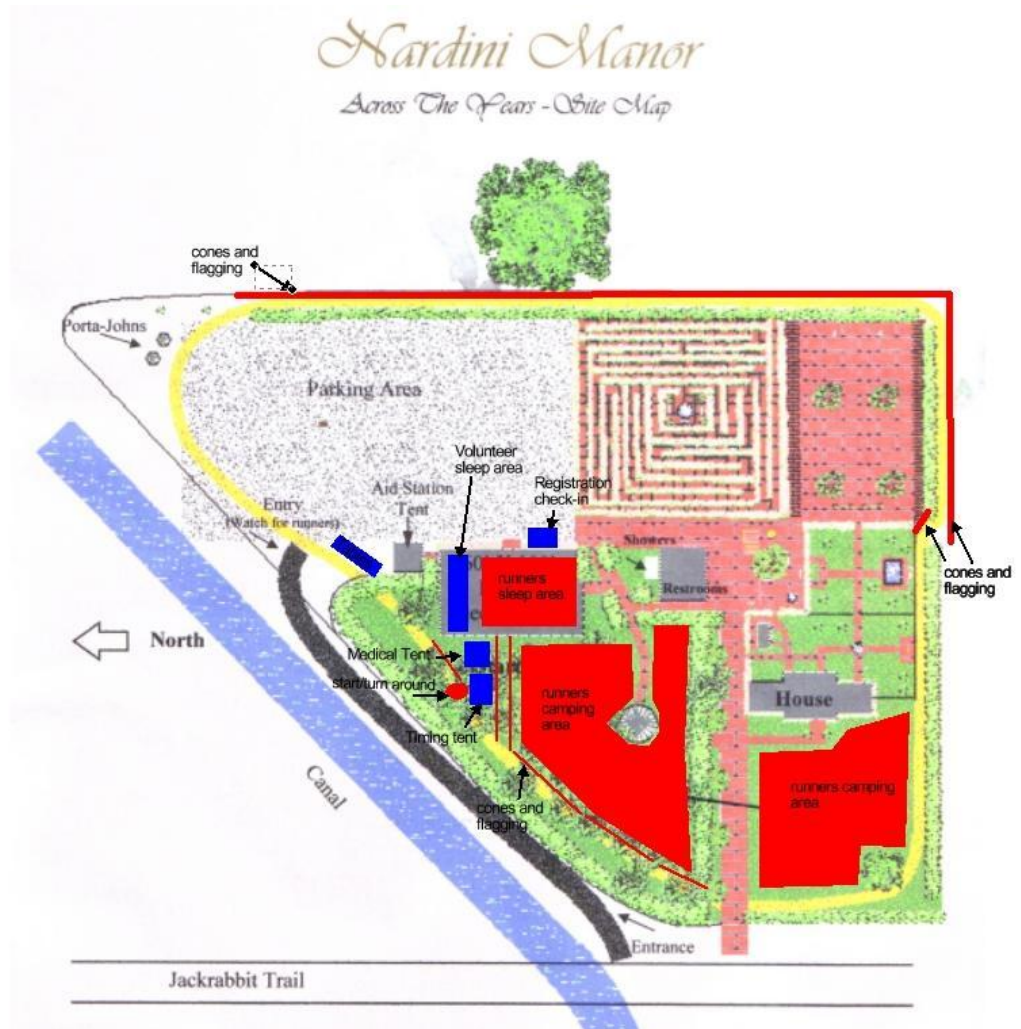 Nardini Manor
Across The Years - Site Map
cones and
flagging
Porta-Johns
Parking Area
Volunteer
sleep area
Registration
check-in
Aid Station
Tent
Entry
(Watch for runners)
Showers
Restrooms
runners
sleep area
cones and
flagging
North
Medical Tent
start/turn around
Timing tent
runners
camping
area
House
runners camping
area
Canal
cones and
flagging
Entrance
Jackrabbit Trail